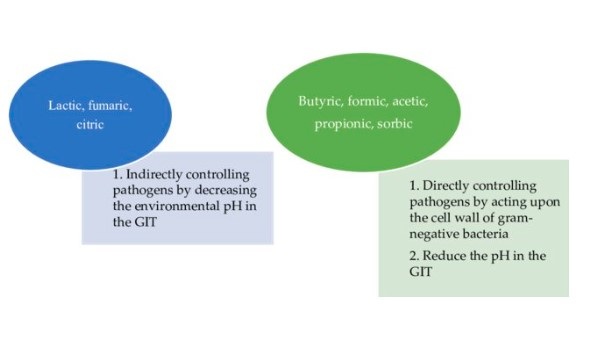 Lactic, fumaric,
citric
1. Indirectly controlling
pathogens by decreasing
the environmental pH in
the GIT
Butyric, formic, acetic,
propionic, sorbic
1. Directly controlling
pathogens by acting upon
the cell wall of gram-
negative bacteria
2. Reduce the pH in the
GIT